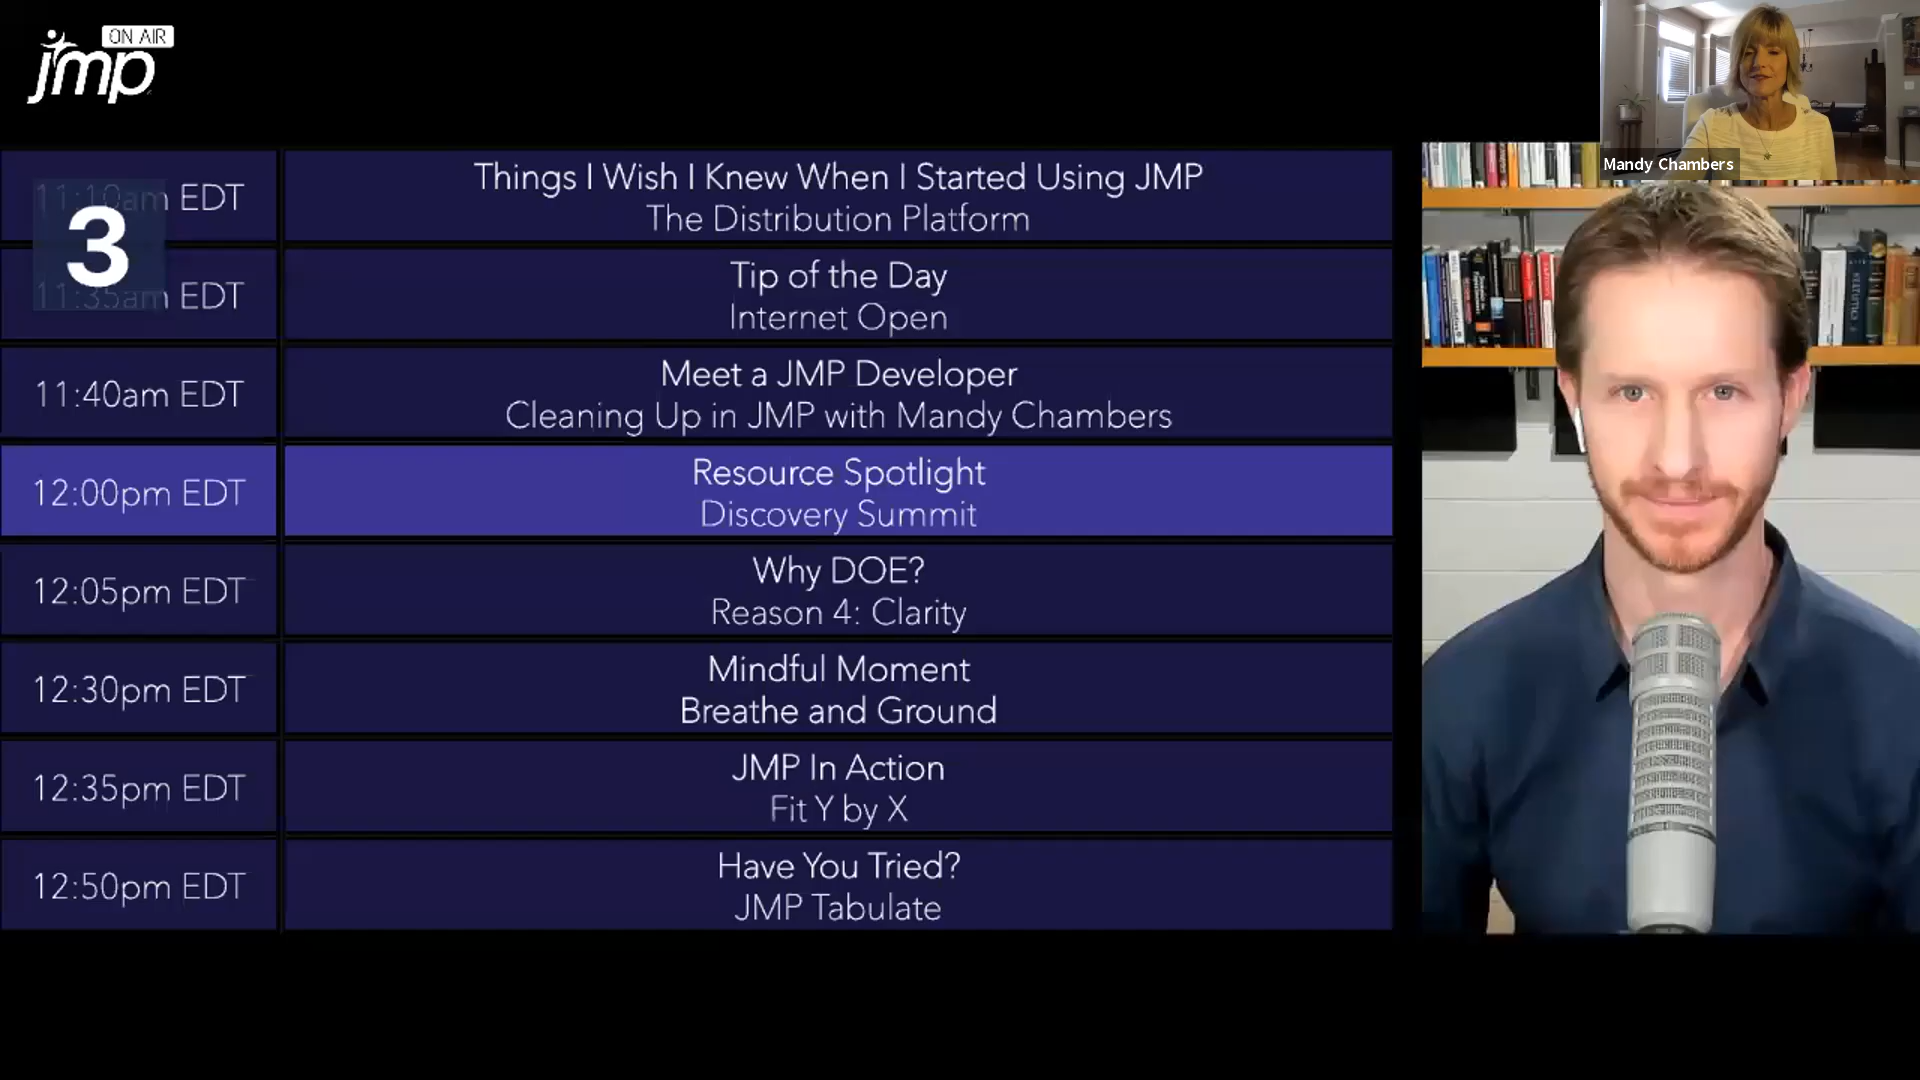 ON AIR
jmp
Mandy Chambers
3
11:10am EDT
Things I Wish I Knew When I Started Using JMP
The Distribution Platform
11:35am EDT
Tip of the Day
Internet Open
11:40am EDT
Meet a JMP Developer
Cleaning Up in JMP with Mandy Chambers
12:00pm EDT
Resource Spotlight
Discovery Summit
12:05pm EDT
Why DOE?
Reason 4: Clarity
12:30pm EDT
Mindful Moment
Breathe and Ground
12:35pm EDT
JMP In Action
Fit Y by X
12:50pm EDT
Have You Tried?
JMP Tabulate